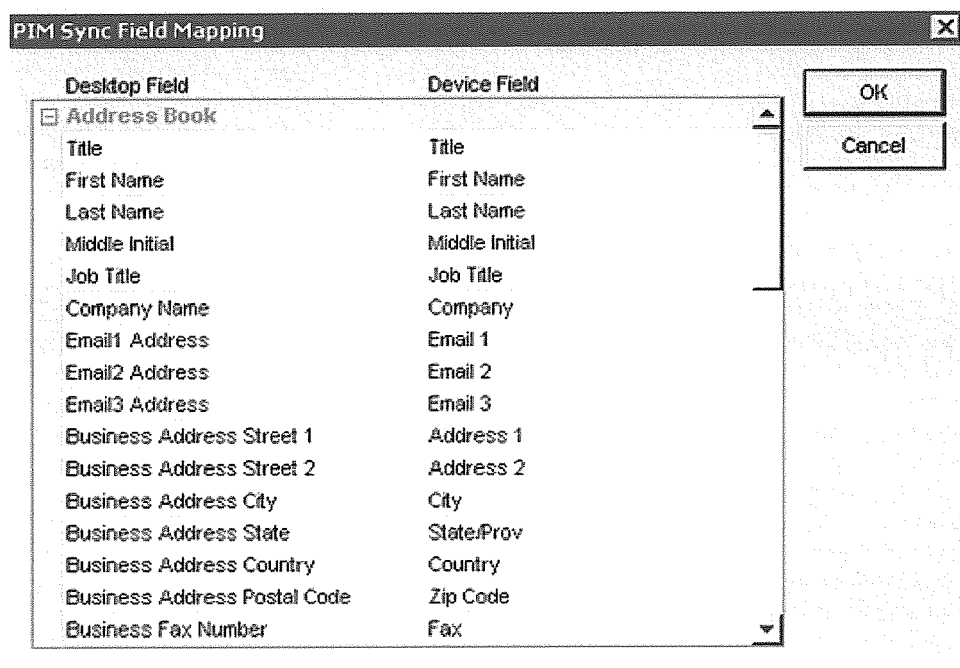 PIM Sync Field Mapping
Desktop Field Device Field
OK
Address Book
Title Title
Cancel
First Name First Name
Last Name Last Name
Middle Initial Middle Initial
Job Title Job Title
Company Name Company
Email1 Address Email 1
Email2 Address Email 2
Email3 Address Email 3
Business Address Street 1 Address 1
Business Address Street 2 Address 2
Business Address City City
Business Address State State/Prov
Business Address Country Country
Business Address Postal Code Zip Code
Business Fax Number Fax